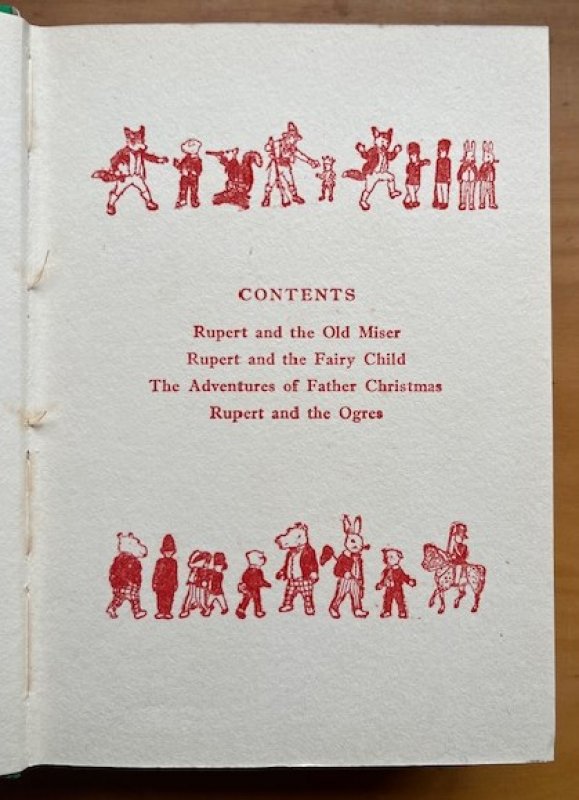 CONTENTS
Rupert and the Old Miser
Rupert and the Fairy Child
The Adventures of Father Christmas
Rupert and the Ogres